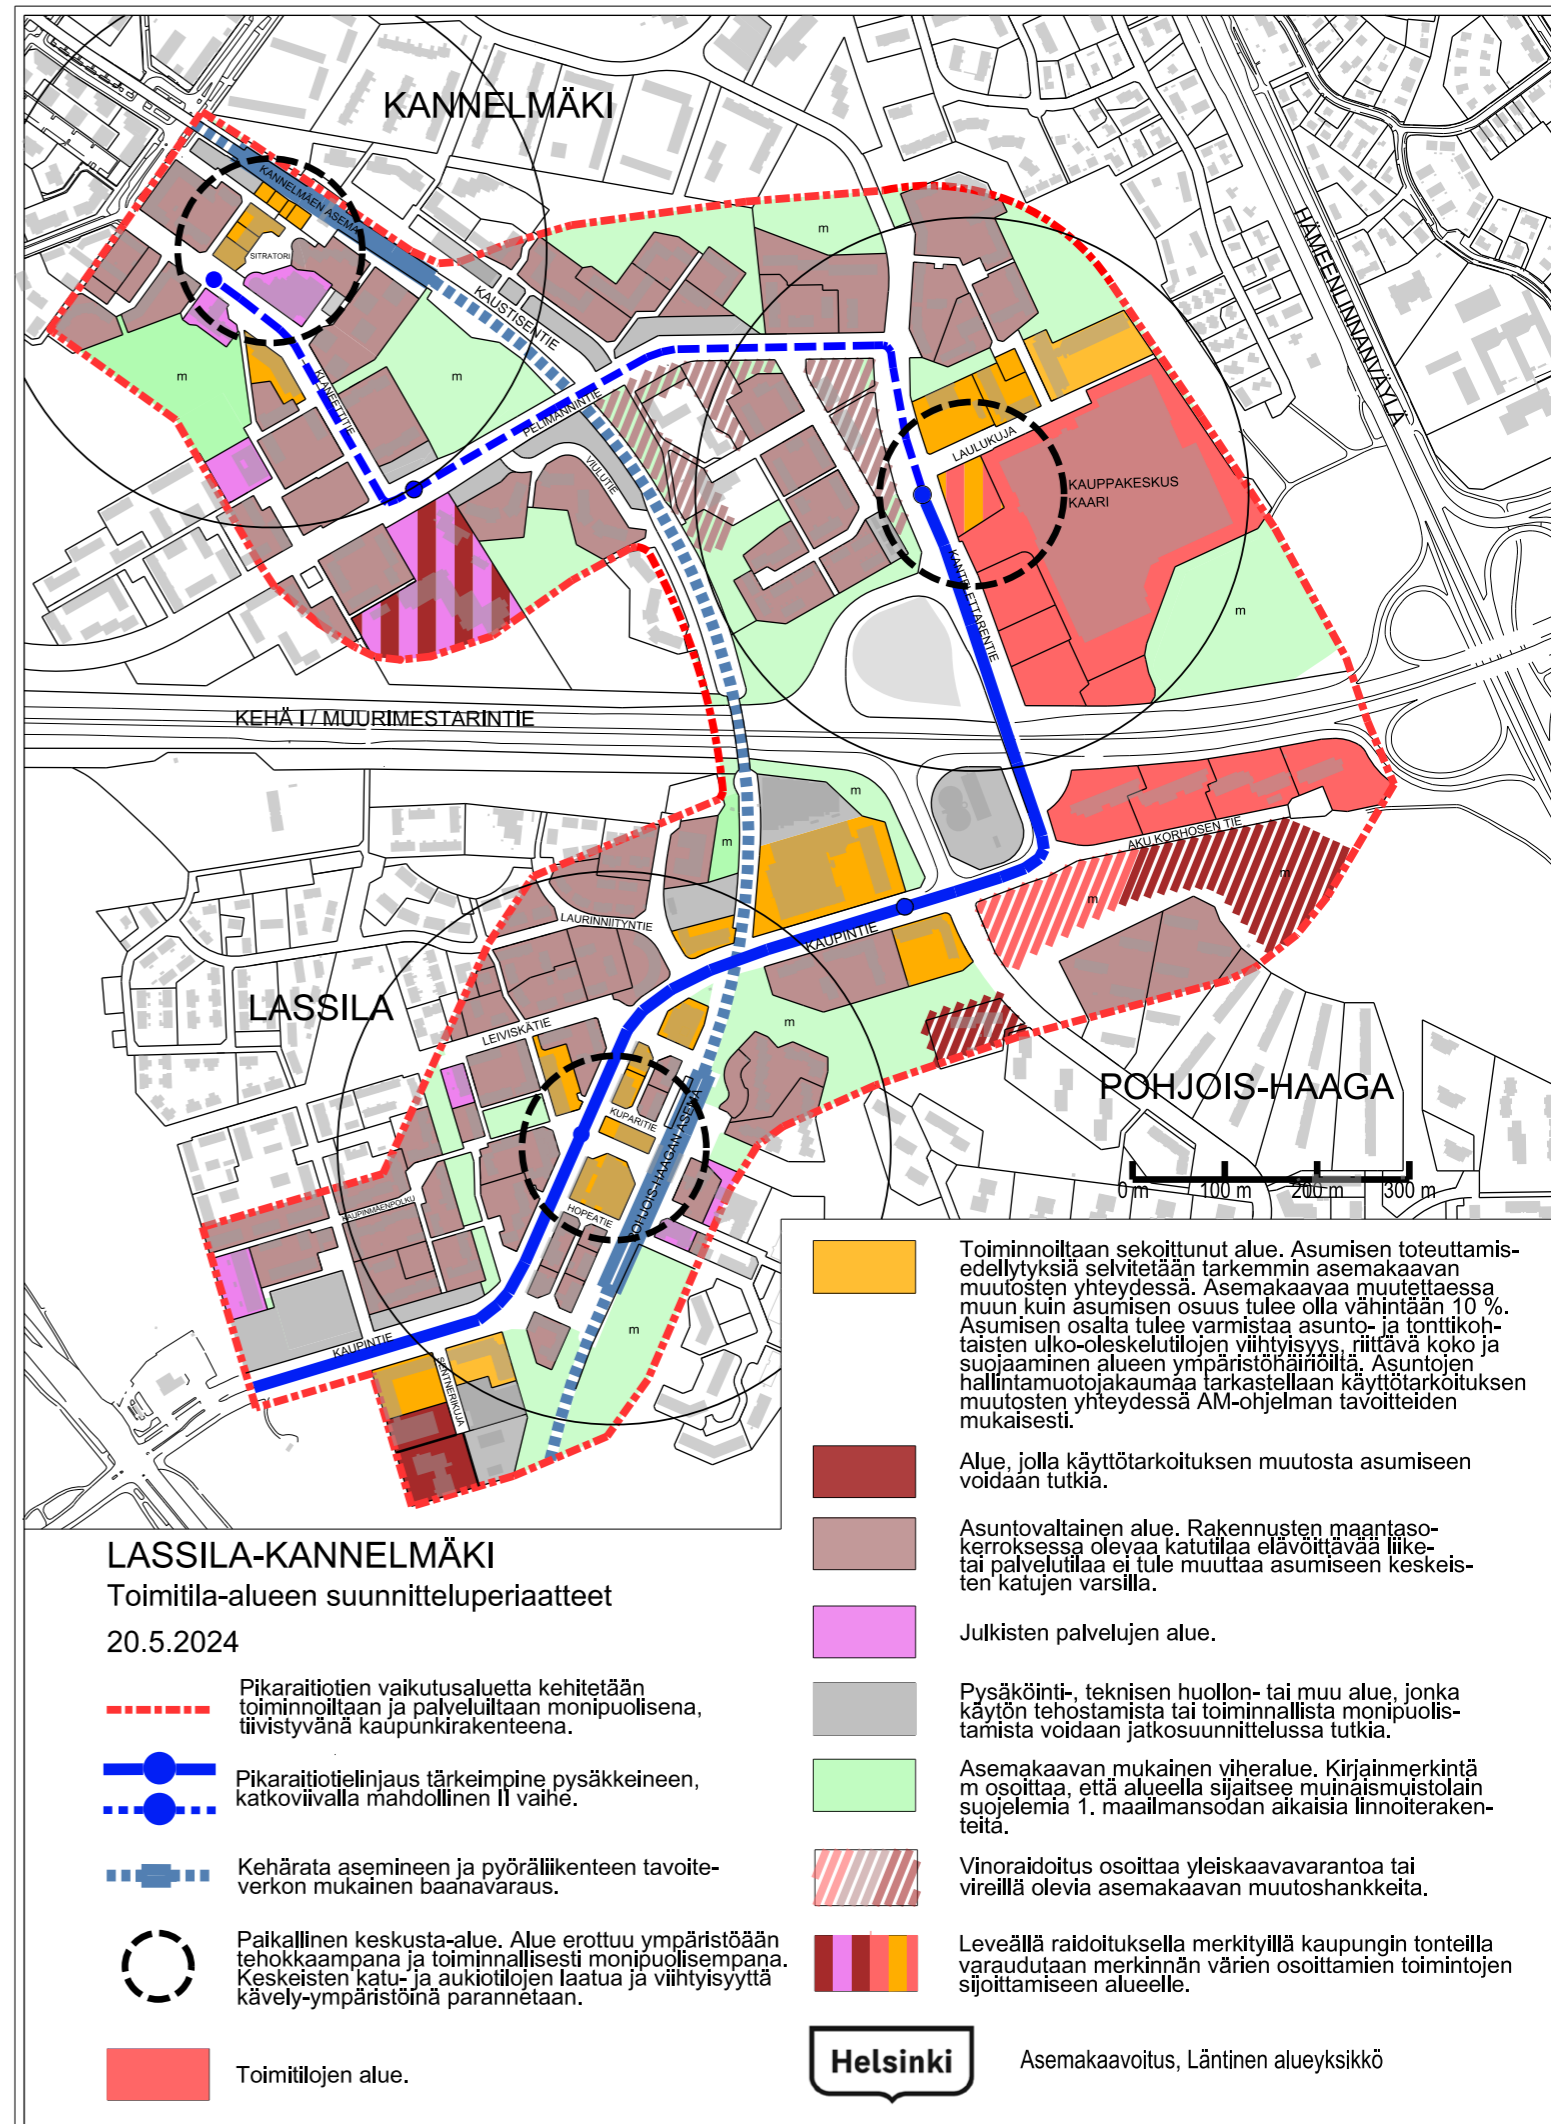 KANNELMÄKI
HÄMEENLINNANVÄYLÄ
KANNELMÄEN ASEMA
SITRATORI
KAUSTISENTIE
KLANEETTITIE
PELIMANNINTIE
VIULUTIE
LAULUKUJA
KAUPPAKESKUS
KAARI
KANTELETTARENTIE
m
m
m
m
KEHÄ I / MUURIMESTARINTIE
m
m
AKU KORHOSEN TIE
m
m
LAURINNIITYNTIE
KAUPINTIE
LASSILA
LEIVISKÄTIE
m
POHJOIS-HAAGA
KUPARITIE
POHJOIS-HAAGAN ASEMA
KAUPINMÄENPOLKU
HOPEATIE
0 m 100 m 200 m 300 m
m
KAUPINTIE
SENTNERIKUJA
LASSILA-KANNELMÄKI
Toimitila-alueen suunnitteluperiaatteet
20.5.2024
Pikaraitiotien vaikutusaluetta kehitetään
toiminnoiltaan ja palveluiltaan monipuolisena,
tiivistyvänä kaupunkirakenteena.
Pikaraitiotielinjaus tärkeimpine pysäkkeineen,
katkoviivalla mahdollinen II vaihe.
Kehärata asemineen ja pyöräliikenteen tavoite-
verkon mukainen baanavaraus.
Paikallinen keskusta-alue. Alue erottuu ympäristöään
tehokkaampana ja toiminnallisesti monipuolisempana.
Keskeisten katu- ja aukiotilojen laatua ja viihtyisyyttä
kävely-ympäristöinä parannetaan.
Toimitilojen alue.
Toiminnoiltaan sekoittunut alue. Asumisen toteuttamis-
edellytyksiä selvitetään tarkemmin asemakaavan
muutosten yhteydessä. Asemakaavaa muutettaessa
muun kuin asumisen osuus tulee olla vähintään 10 %.
Asumisen osalta tulee varmistaa asunto- ja tonttikoh-
taisten ulko-oleskelutilojen viihtyisyys, riittävä koko ja
suojaaminen alueen ympäristöhäiriöiltä. Asuntojen
hallintamuotojakaumaa tarkastellaan käyttötarkoituksen
muutosten yhteydessä AM-ohjelman tavoitteiden
mukaisesti.
Alue, jolla käyttötarkoituksen muutosta asumiseen
voidaan tutkia.
Asuntovaltainen alue. Rakennusten maantaso-
kerroksessa olevaa katutilaa elävöittävää liike-
tai palvelutilaa ei tule muuttaa asumiseen keskeis-
ten katujen varsilla.
Julkisten palvelujen alue.
Pysäköinti-, teknisen huollon- tai muu alue, jonka
käytön tehostamista tai toiminnallista monipuolis-
tamista voidaan jatkosuunnittelussa tutkia.
Asemakaavan mukainen viheralue. Kirjainmerkintä
m osoittaa, että alueella sijaitsee muinaismuistolain
suojelemia 1. maailmansodan aikaisia linnoiteraken-
teita.
Vinoraidoitus osoittaa yleiskaavavarantoa tai
vireillä olevia asemakaavan muutoshankkeita.
Leveällä raidoituksella merkityillä kaupungin tonteilla
varaudutaan merkinnän värien osoittamien toimintojen
sijoittamiseen alueelle.
Helsinki
Asemakaavoitus, Läntinen alueyksikkö